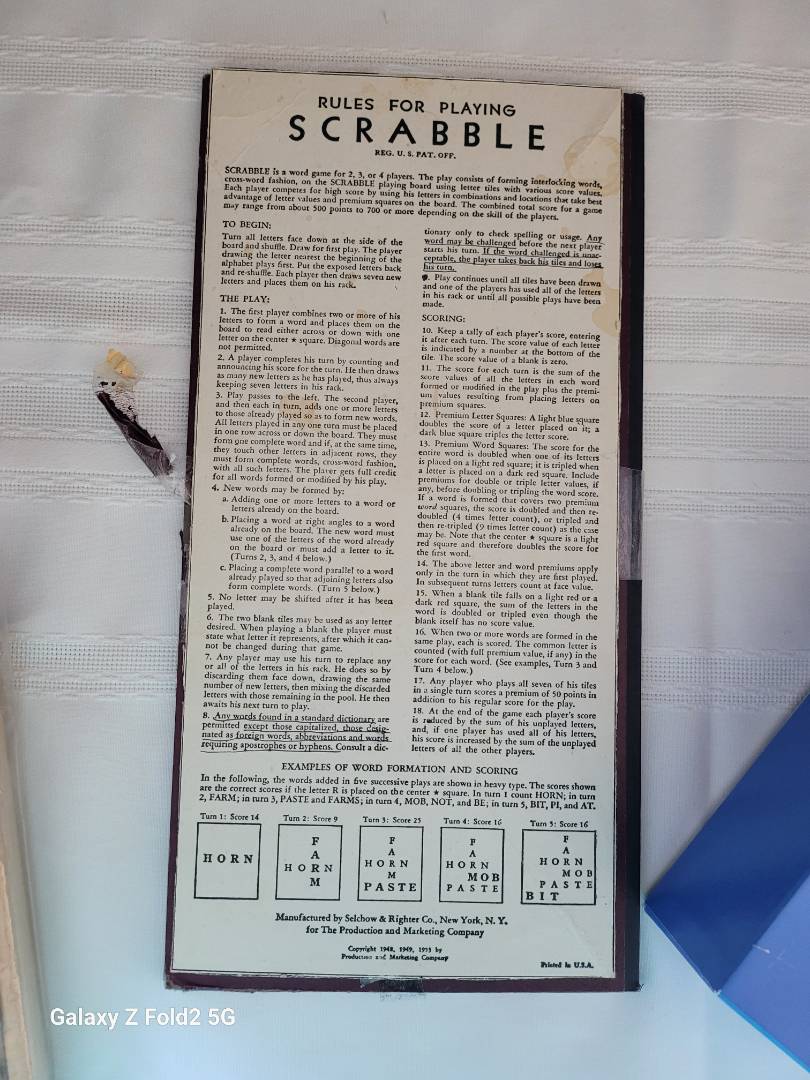 RULES FOR PLAYING
SCRABBLE
REG. U. S. PAT. OFF.
SCRABBLE is a word game for 2, 3, or 4 players. The play consists of forming interlocking words,
cross-word fashion, on the SCRABBLE playing board using letter tiles with various score values.
Each player competes for high score by using his letters in combinations and locations that take best
advantage of letter values and premium squares on the board. The combined total score for a game
may range from about 500 points to 700 or more depending on the skill of the players.
TO BEGIN:
Turn all letters face down at the side of the
board and shuffle. Draw for first play. The player
drawing the letter nearest the beginning of the
alphabet plays first. Put the exposed letters back
and re-shuffle. Each player then draws seven new
letters and places them on his rack.
THE PLAY:
1. The first player combines two or more of his
letters to form a word and places them on the
board to read either across or down with one
letter on the center ★ square. Diagonal words are
not permitted.
2. A player completes his turn by counting and
announcing his score for the turn. He then draws
as many new letters as he has played, thus always
keeping seven letters in his rack.
3. Play passes to the left. The second player,
and then each in turn, adds one or more letters
to those already played so as to form new words.
All letters played in any one turn must be placed
in one row across or down the board. They must
form one complete word and if, at the same time,
they touch other letters in adjacent rows, they
must form complete words, cross-word fashion,
with all such letters. The player gets full credit
for all words formed or modified by his play.
4. New words may be formed by:
a. Adding one or more letters to a word or
letters already on the board.
b. Placing a word at right angles to a word
already on the board. The new word must
use one of the letters of the word already
on the board or must add a letter to it.
(Turns 2, 3, and 4 below.)
c. Placing a complete word parallel to a word
already played so that adjoining letters also
form complete words. (Turn 5 below.)
5. No letter may be shifted after it has been
played.
6. The two blank tiles may be used as any letter
desired. When playing a blank the player must
state what letter it represents, after which it can-
not be changed during that game.
7. Any player may use his turn to replace any
or all of the letters in his rack. He does so by
discarding them face down, drawing the same
number of new letters, then mixing the discarded
letters with those remaining in the pool. He then
awaits his next turn to play.
8. Any words found in a standard dictionary are
permitted except those capitalized, those desig-
nated as foreign words, abbreviations and words
requiring apostrophes or hyphens. Consult a dic-
tionary only to check spelling or usage. Any
word may be challenged before the next player
starts his turn. If the word challenged is unac-
ceptable, the player takes back his tiles and loses
his turn.
9. Play continues until all tiles have been drawn
and one of the players has used all of the letters
in his rack or until all possible plays have been
made.
SCORING:
10. Keep a tally of each player's score, entering
it after each turn. The score value of each letter
is indicated by a number at the bottom of the
tile. The score value of a blank is zero.
11. The score for each turn is the sum of the
score values of all the letters in each word
formed or modified in the play plus the premi-
um values resulting from placing letters on
premium squares.
12. Premium Letter Squares: A light blue square
doubles the score of a letter placed on it; a
dark blue square triples the letter score.
13. Premium Word Squares: The score for the
entire word is doubled when one of its letters
is placed on a light red square; it is tripled when
a letter is placed on a dark red square. Include
premiums for double or triple letter values, if
any, before doubling or tripling the word score.
If a word is formed that covers two premium
word squares, the score is doubled and then re-
doubled (4 times letter count), or tripled and
then re-tripled (9 times letter count) as the case
may be. Note that the center ★ square is a light
red square and therefore doubles the score for
the first word.
14. The above letter and word premiums apply
only in the turn in which they are first played.
In subsequent turns letters count at face value.
15. When a blank tile falls on a light red or a
dark red square, the sum of the letters in the
word is doubled or tripled even though the
blank itself has no score value.
16. When two or more words are formed in the
same play, each is scored. The common letter is
counted (with full premium value, if any) in the
score for each word. (See examples, Turn 3 and
Turn 4 below.)
17. Any player who plays all seven of his tiles
in a single turn scores a premium of 50 points in
addition to his regular score for the play.
18. At the end of the game each player's score
is reduced by the sum of his unplayed letters,
and, if one player has used all of his letters,
his score is increased by the sum of the unplayed
letters of all the other players.
EXAMPLES OF WORD FORMATION AND SCORING
In the following, the words added in five successive plays are shown in heavy type. The scores shown
are the correct scores if the letter R is placed on the center ★ square. In turn 1 count HORN; in turn
2, FARM; in turn 3, PASTE and FARMS; in turn 4, MOB, NOT, and BE; in turn 5, BIT, PI, and AT.
Turn 1: Score 14
HORN
Turn 2: Score 9
F
A
HORN
M
Turn 3: Score 25
F
A
HORN
M
PASTE
Turn 4: Score 16
F
A
HORN
MOB
PASTE
Turn 5: Score 16
F
A
HORN
MOB
PASTE
BIT
Manufactured by Selchow & Righter Co., New York, N. Y.
for The Production and Marketing Company
Copyright 1948, 1949, 1953 by
Production and Marketing Company
Printed in U.S.A.
Galaxy Z Fold2 5G